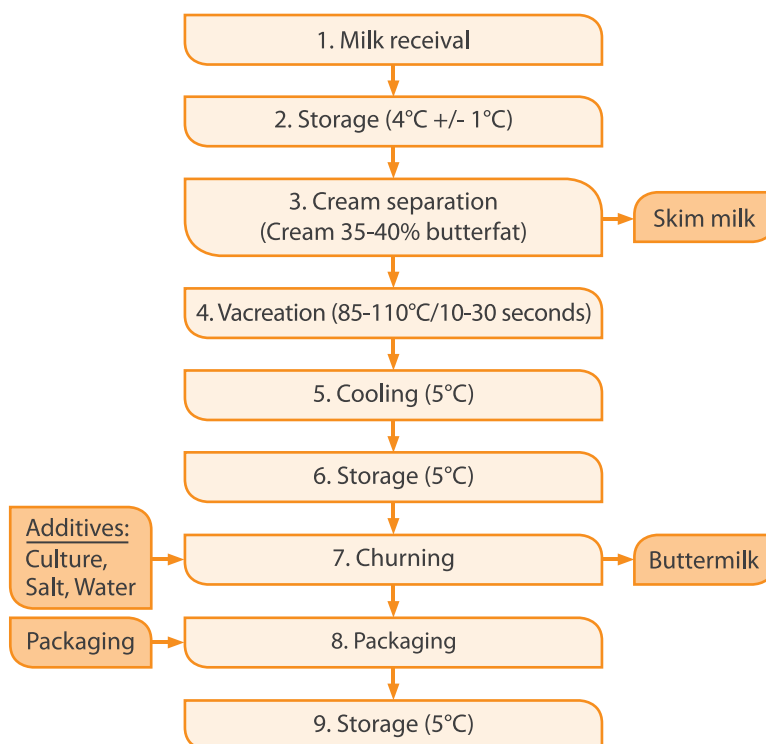 1. Milk receival
2. Storage (4°C +/- 1°C)
3. Cream separation
(Cream 35-40% butterfat)
Skim milk
4. Vacreation (85-110°C/10-30 seconds)
5. Cooling (5°C)
6. Storage (5°C)
Additives:
Culture,
Salt, Water
7. Churning
Buttermilk
Packaging
8. Packaging
9. Storage (5°C)